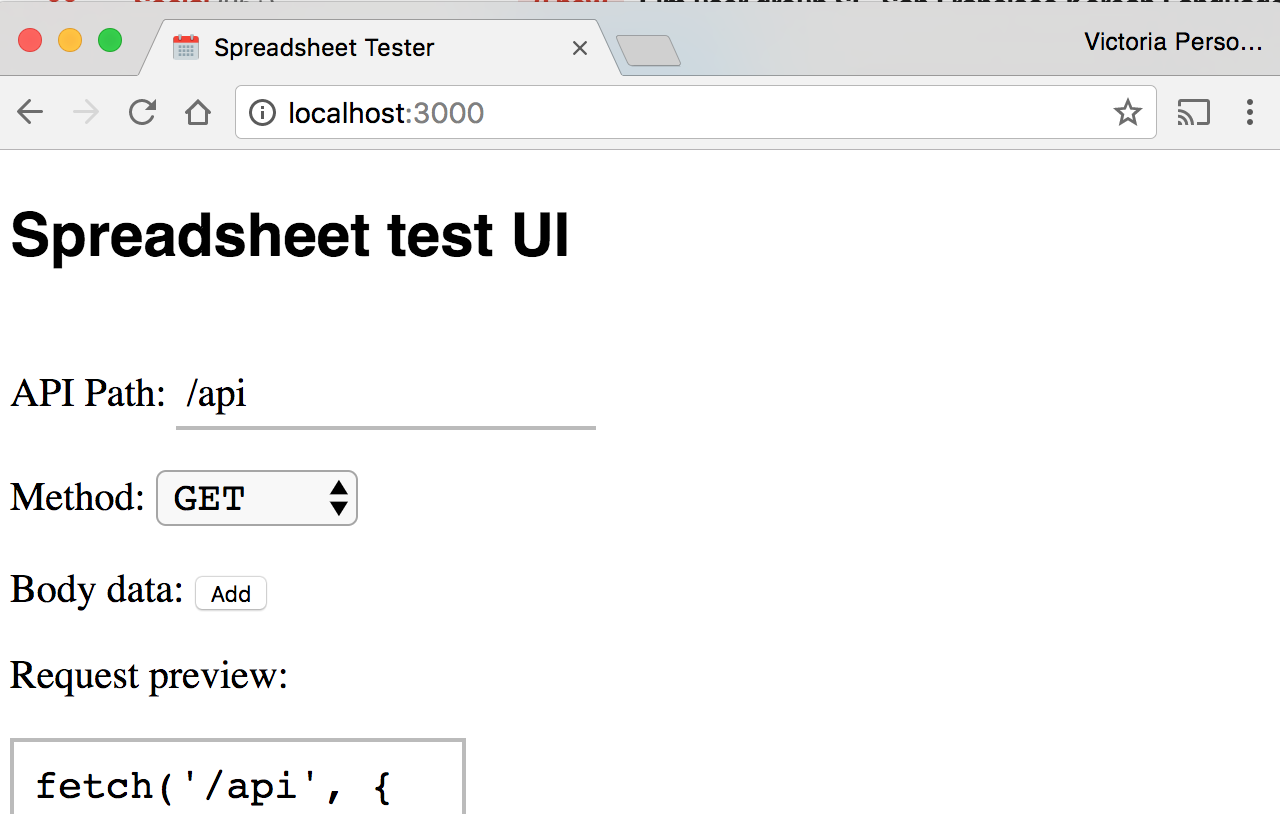 Spreadsheet Tester
Victoria Perso...
localhost:3000
Spreadsheet test UI
API Path: /api
Method: GET
Body data: Add
Request preview:
fetch('/api', {